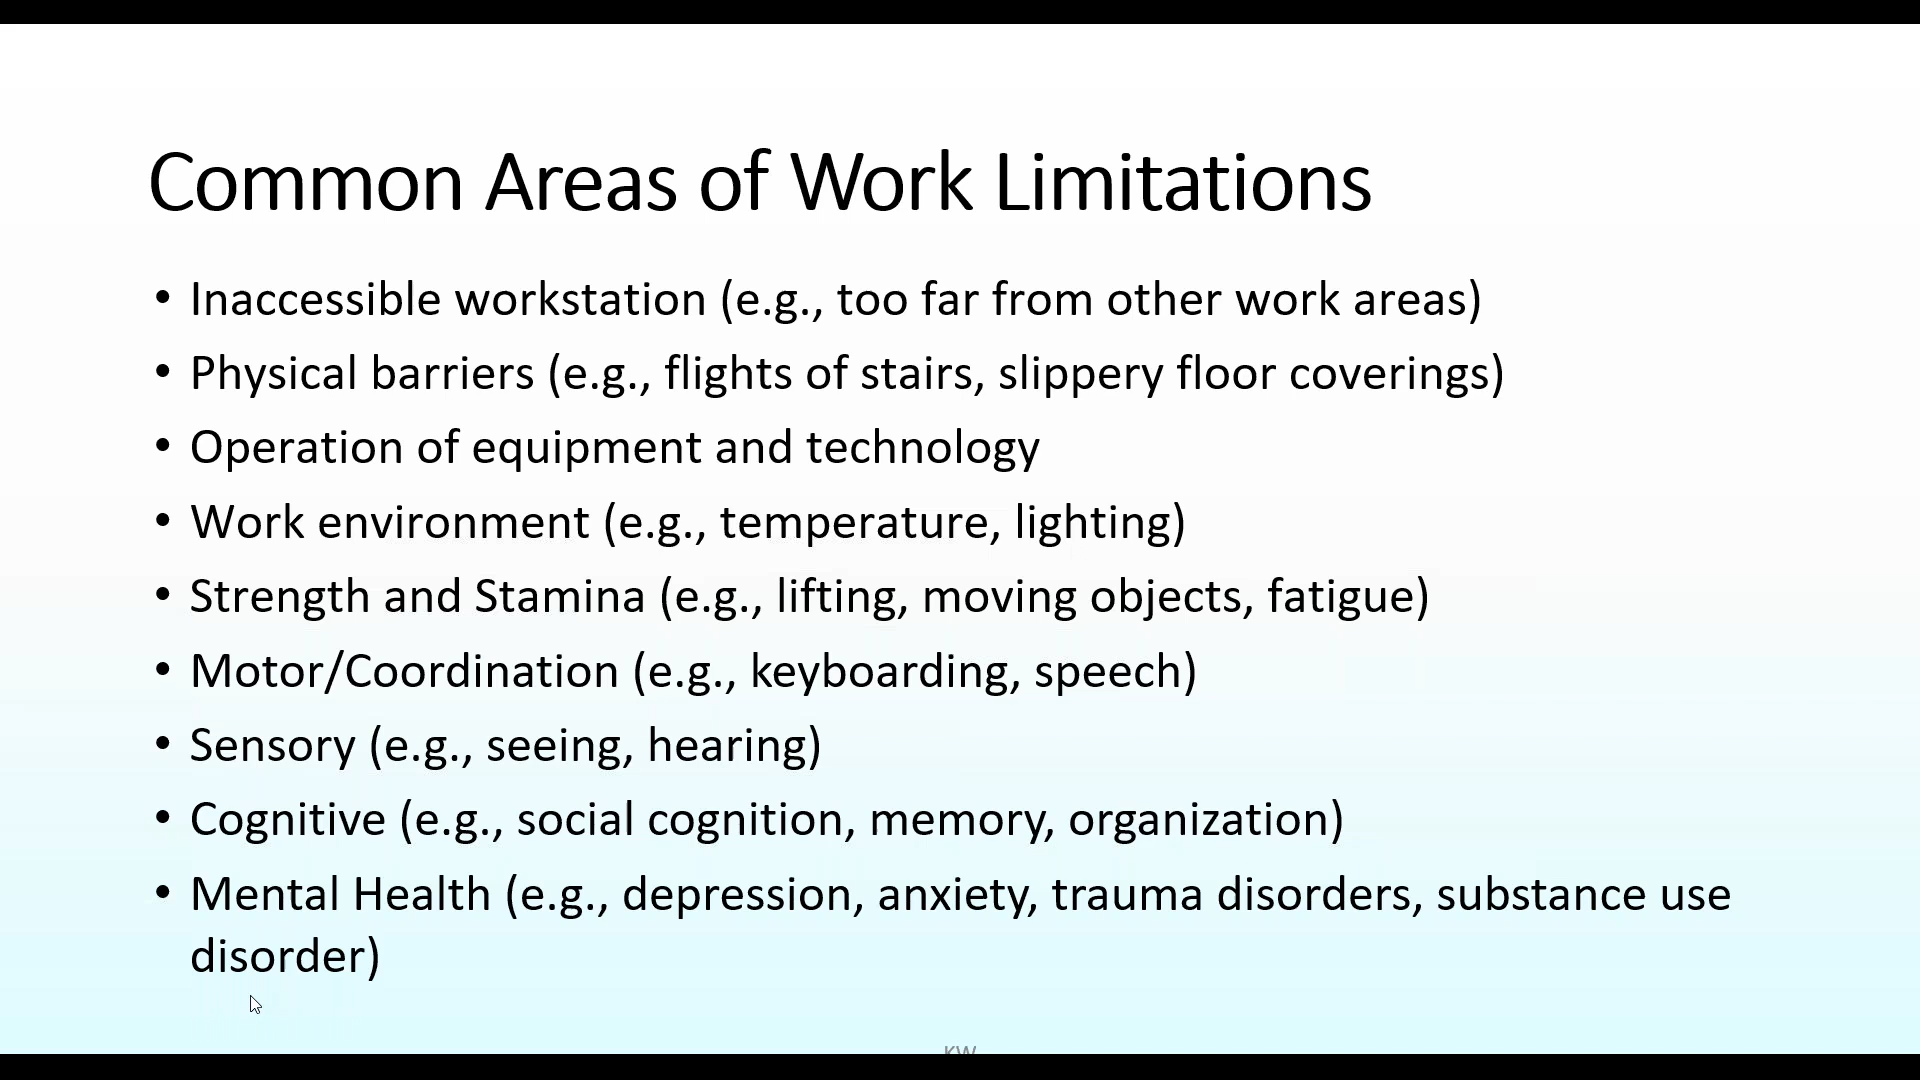 Common Areas of Work Limitations
• Inaccessible workstation (e.g., too far from other work areas)
• Physical barriers (e.g., flights of stairs, slippery floor coverings)
• Operation of equipment and technology
• Work environment (e.g., temperature, lighting)
• Strength and Stamina (e.g., lifting, moving objects, fatigue)
• Motor/Coordination (e.g., keyboarding, speech)
• Sensory (e.g., seeing, hearing)
• Cognitive (e.g., social cognition, memory, organization)
• Mental Health (e.g., depression, anxiety, trauma disorders, substance use
disorder)
KW